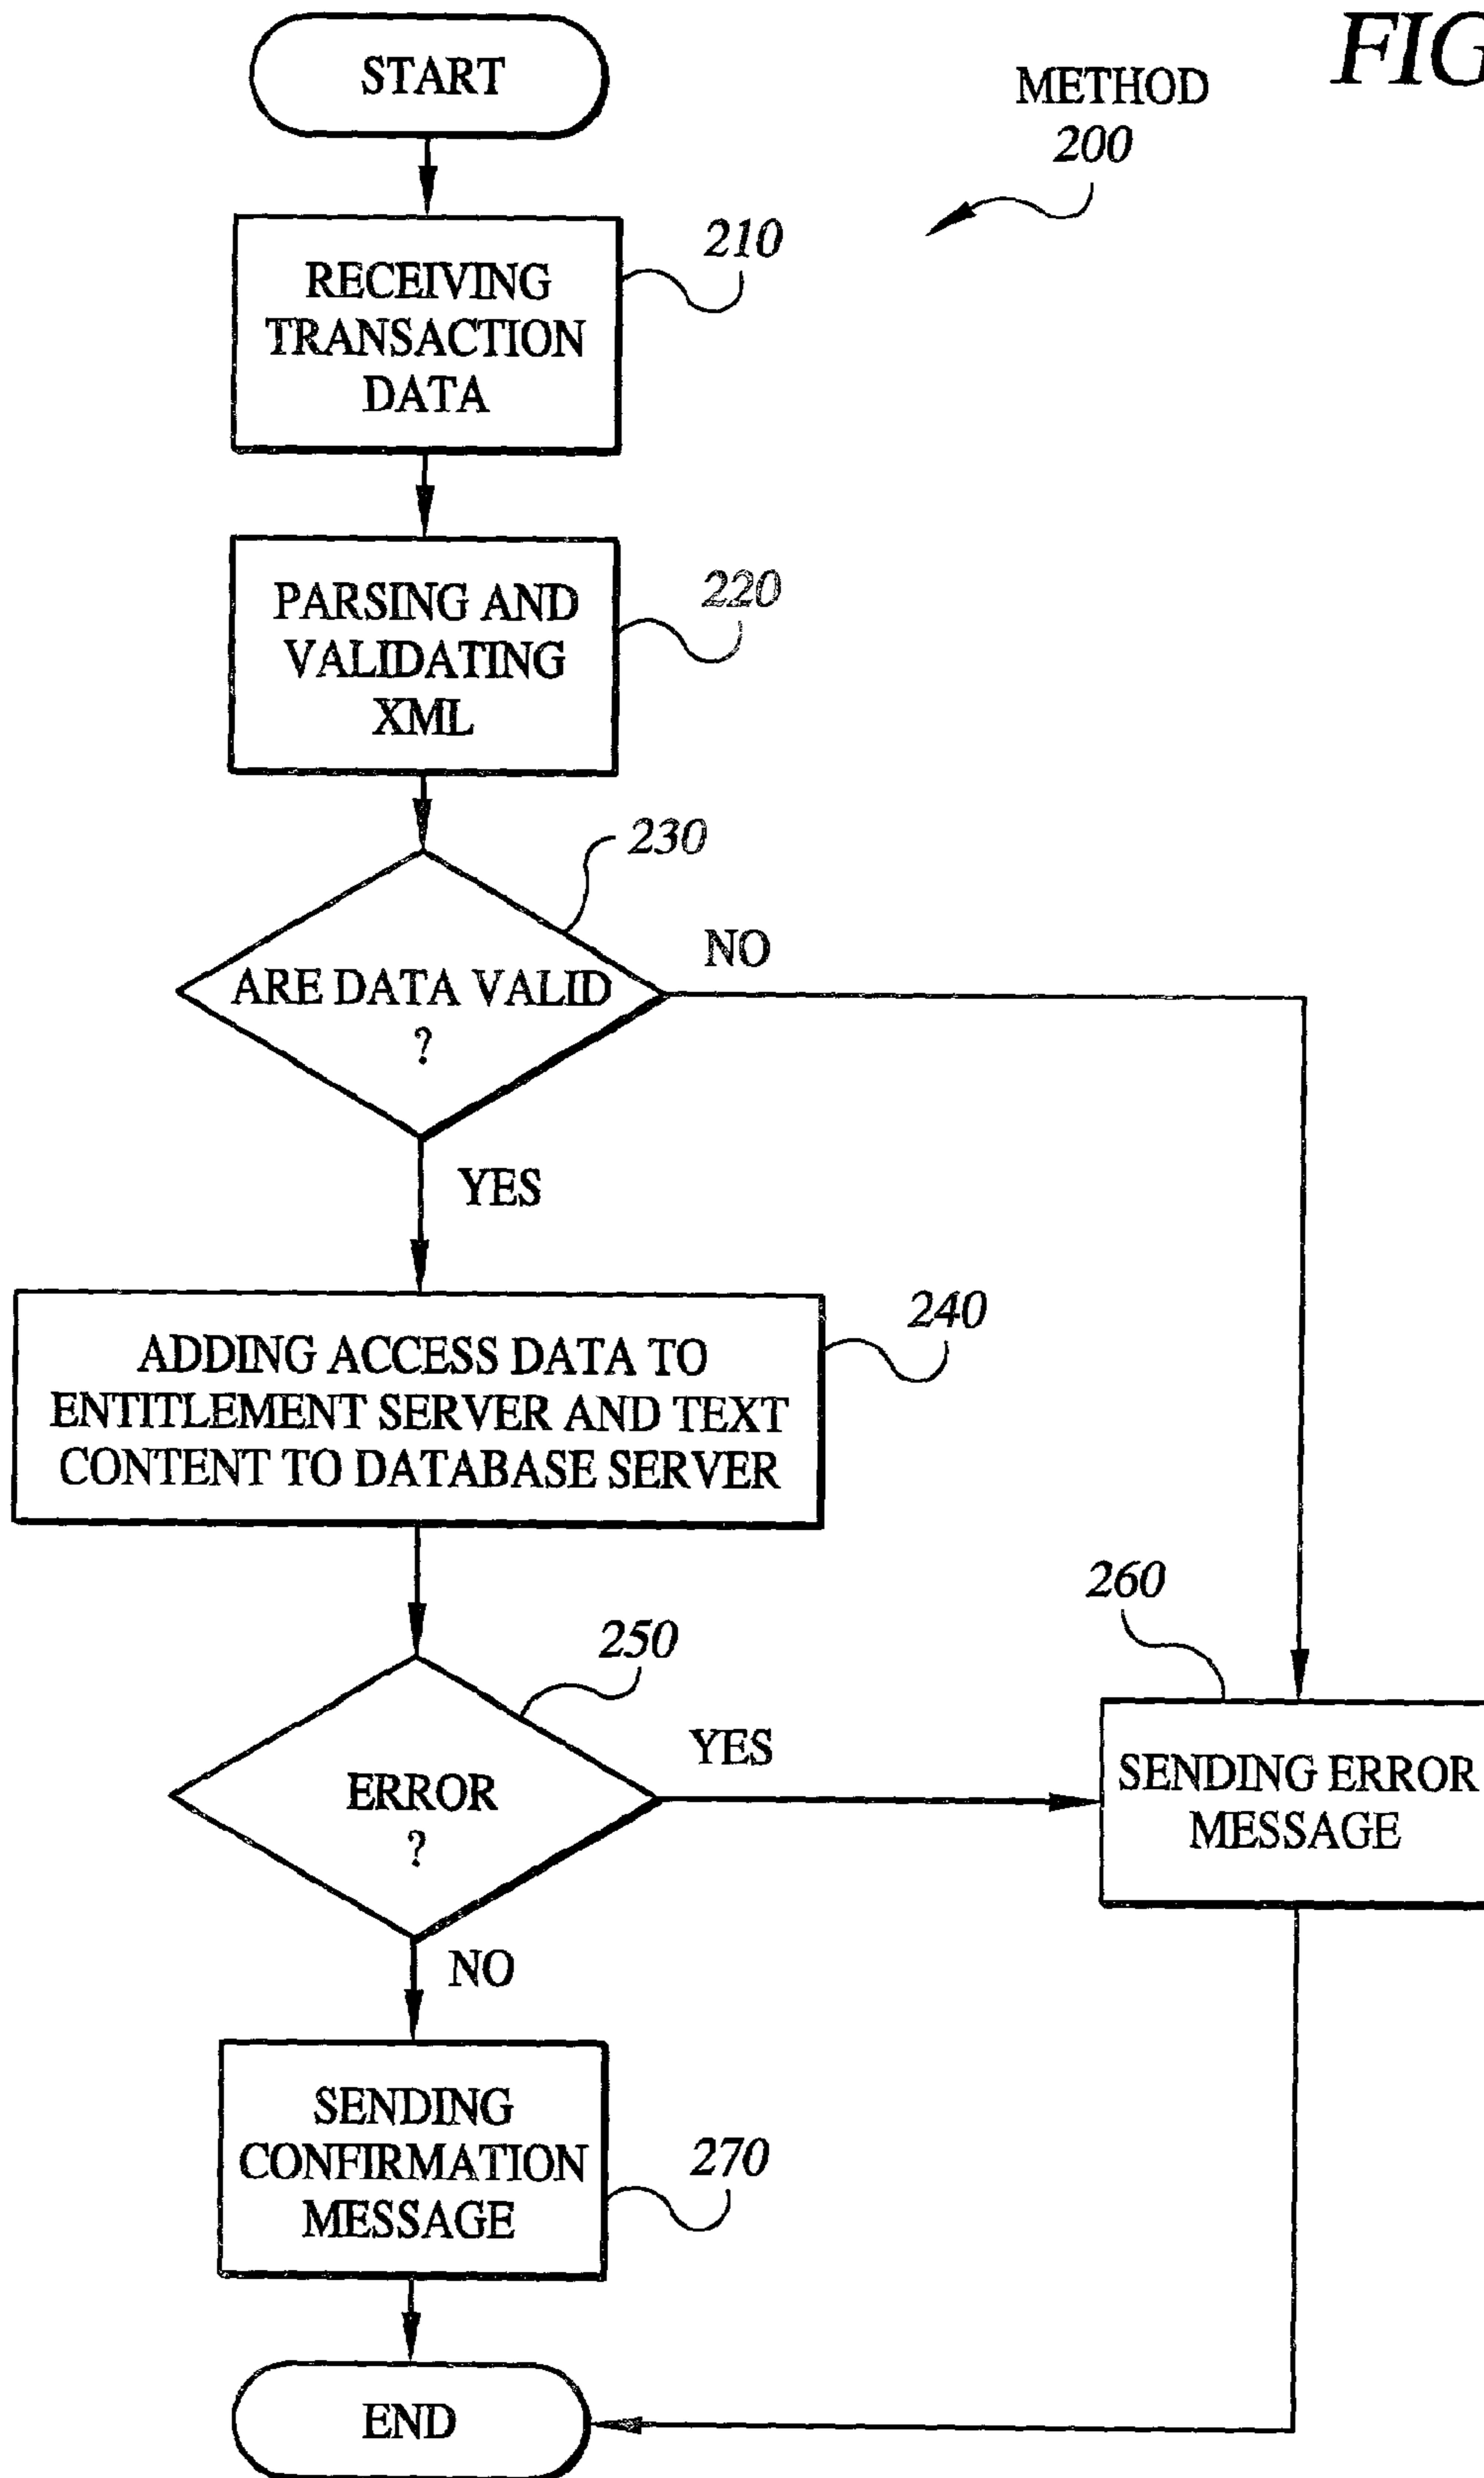 FIG
START
METHOD
200
210
RECEIVING
TRANSACTION
DATA
220
PARSING AND
VALIDATING
XML
230
NO
ARE DATA VALID
?
YES
240
ADDING ACCESS DATA TO
ENTITLEMENT SERVER AND TEXT
CONTENT TO DATABASE SERVER
260
250
YES
ERROR
?
SENDING ERROR
MESSAGE
NO
SENDING
CONFIRMATION
MESSAGE
270
END